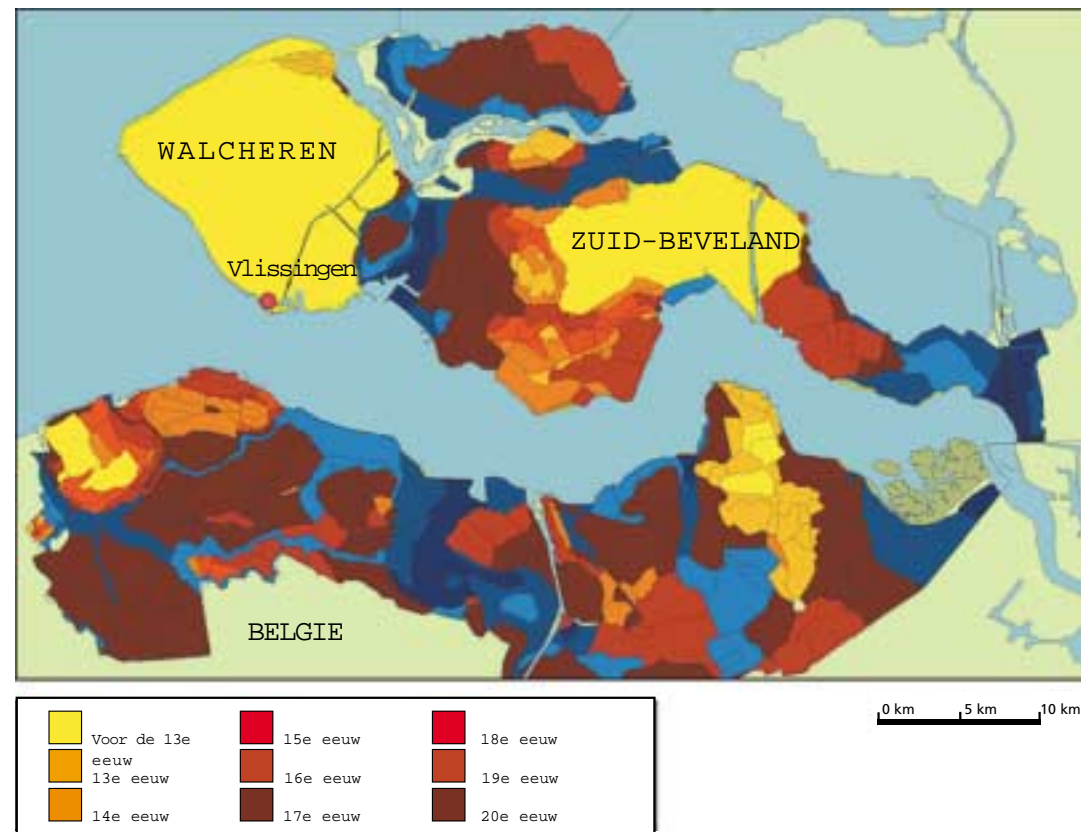 WALCHEREN
ZUID-BEVELAND
Vlissingen
BELGIE
0 km 5 km 10 km
Voor de 13e
eeuw
13e eeuw
14e eeuw
15e eeuw
16e eeuw
17e eeuw
18e eeuw
19e eeuw
20e eeuw